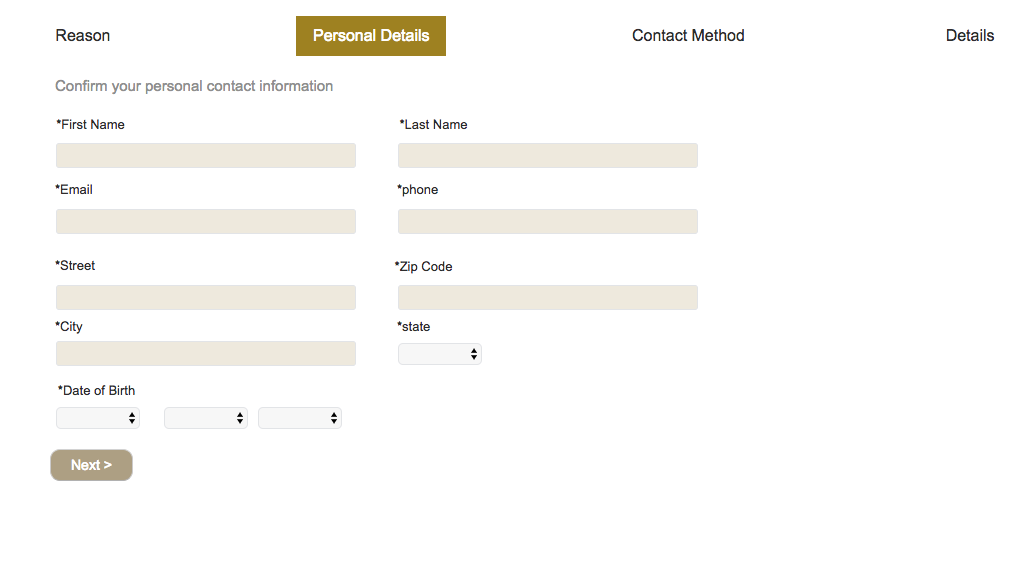 Reason Personal Details Contact Method Details
Confirm your personal contact information
*First Name *Last Name
*Email *phone
*Street *Zip Code
*City *state
*Date of Birth
Next >